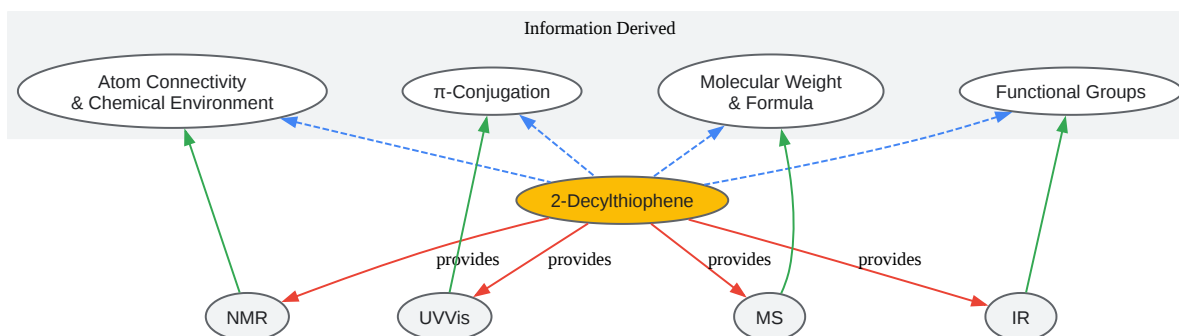 Information Derived
Atom Connectivity
& Chemical Environment
π-Conjugation
Molecular Weight
& Formula
Functional Groups
2-Decylthiophene
provides
provides
provides
provides
NMR
UVVis
MS
IR